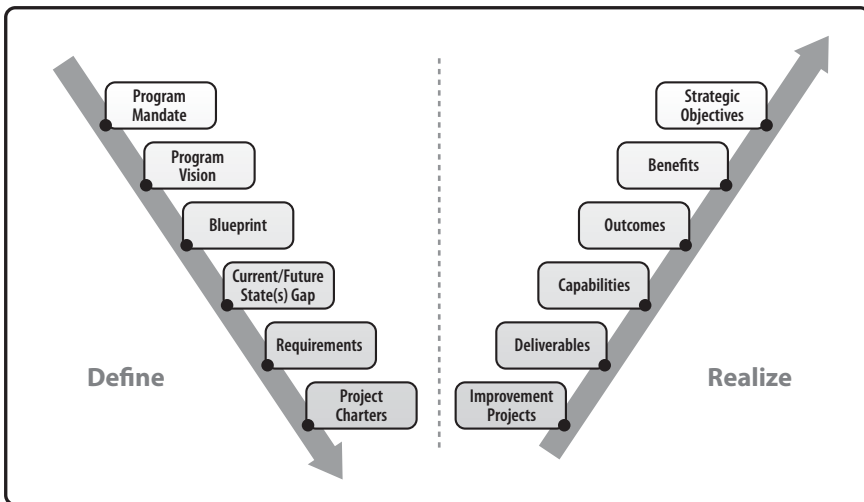 Program
Mandate
Program
Vision
Blueprint
Current/Future
State(s) Gap
Requirements
Project
Charters
Define
Strategic
Objectives
Benefits
Outcomes
Capabilities
Deliverables
Improvement
Projects
Realize